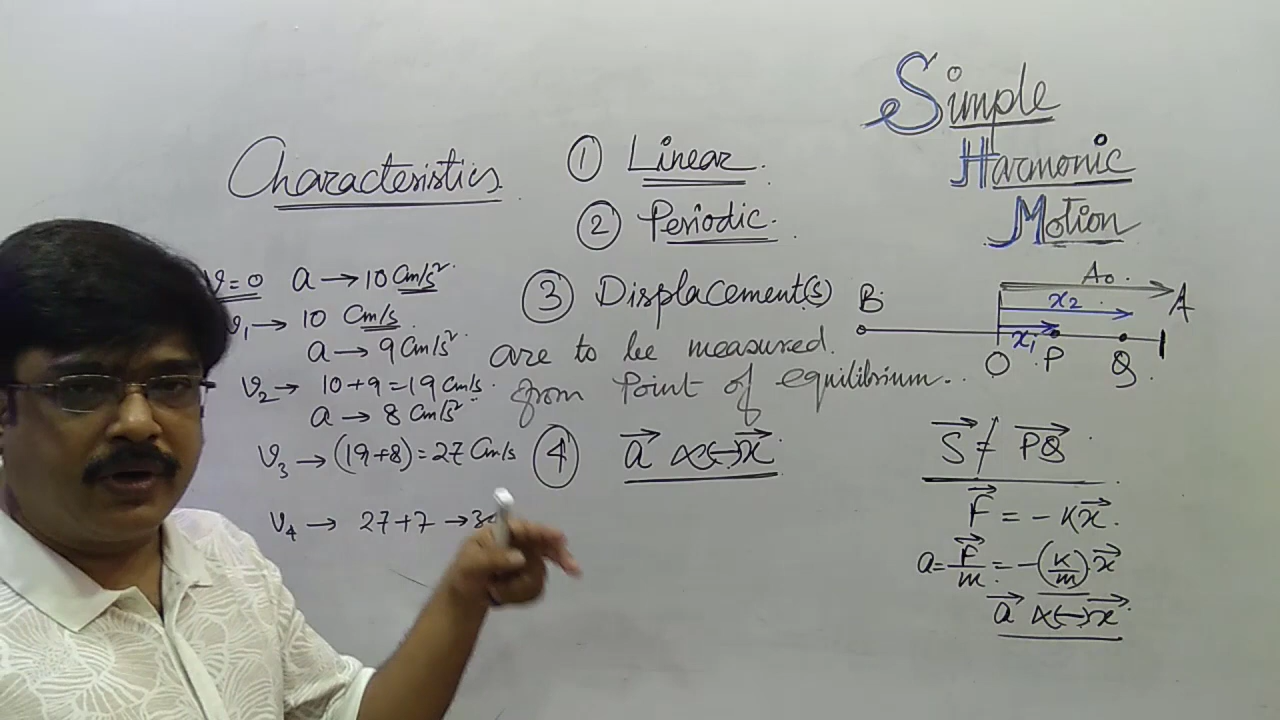 Simple
Harmonic
Motion
Characteristics.
① Linear.
② Periodic.
③ Displacement(s)
are to be measured.
from Point of equilibrium..
④ a⃗ ∝(-)x⃗
V=0 a → 10 Cm/s².
V₁ → 10 Cm/s.
a → 9 Cm/s².
V₂ → 10+9=19 Cm/s.
a → 8 Cm/s².
V₃ → (19+8)=27 Cm/s
V₄ → 27+7 →
A₀.
B
x₂
A
x₁
O P Q.
S⃗ ≠ PQ⃗
F⃗ = -Kx⃗.
a = F⃗/m = -(K/m).x⃗
a⃗ ∝(-)x⃗.